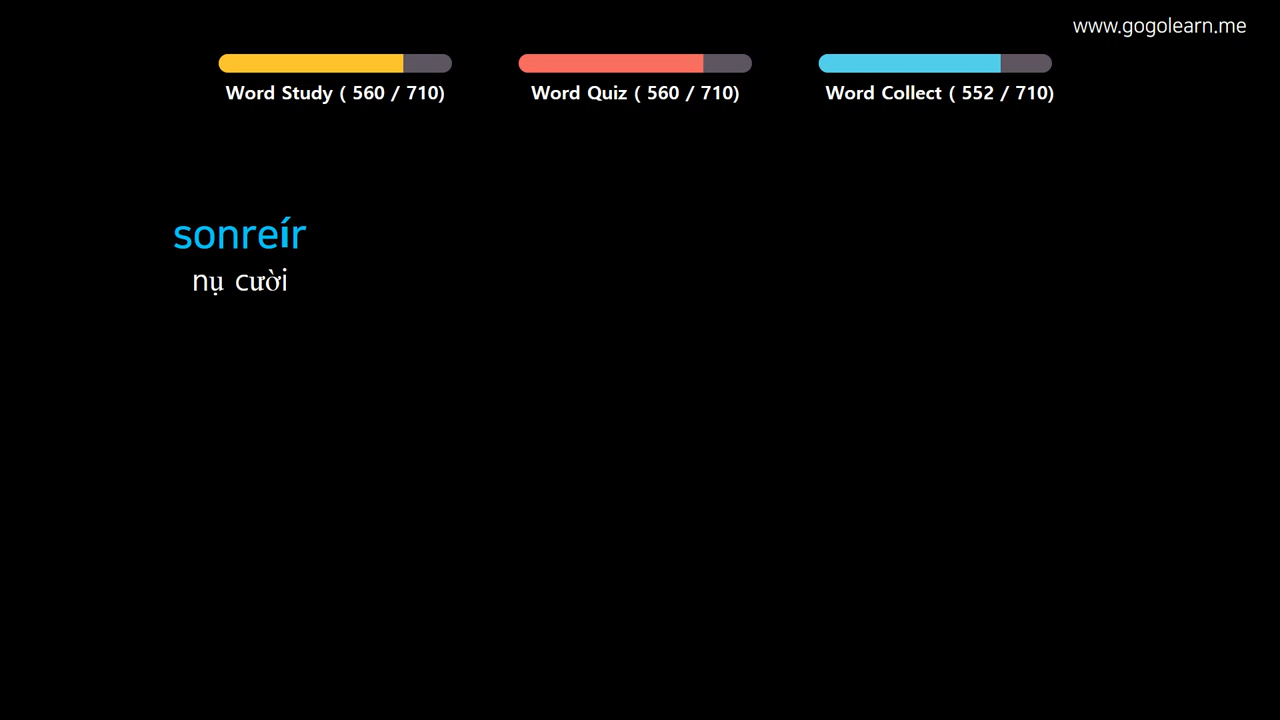 www.gogolearn.me
Word Study ( 560 / 710)
Word Quiz ( 560 / 710)
Word Collect ( 552 / 710)
sonreír
nụ cười